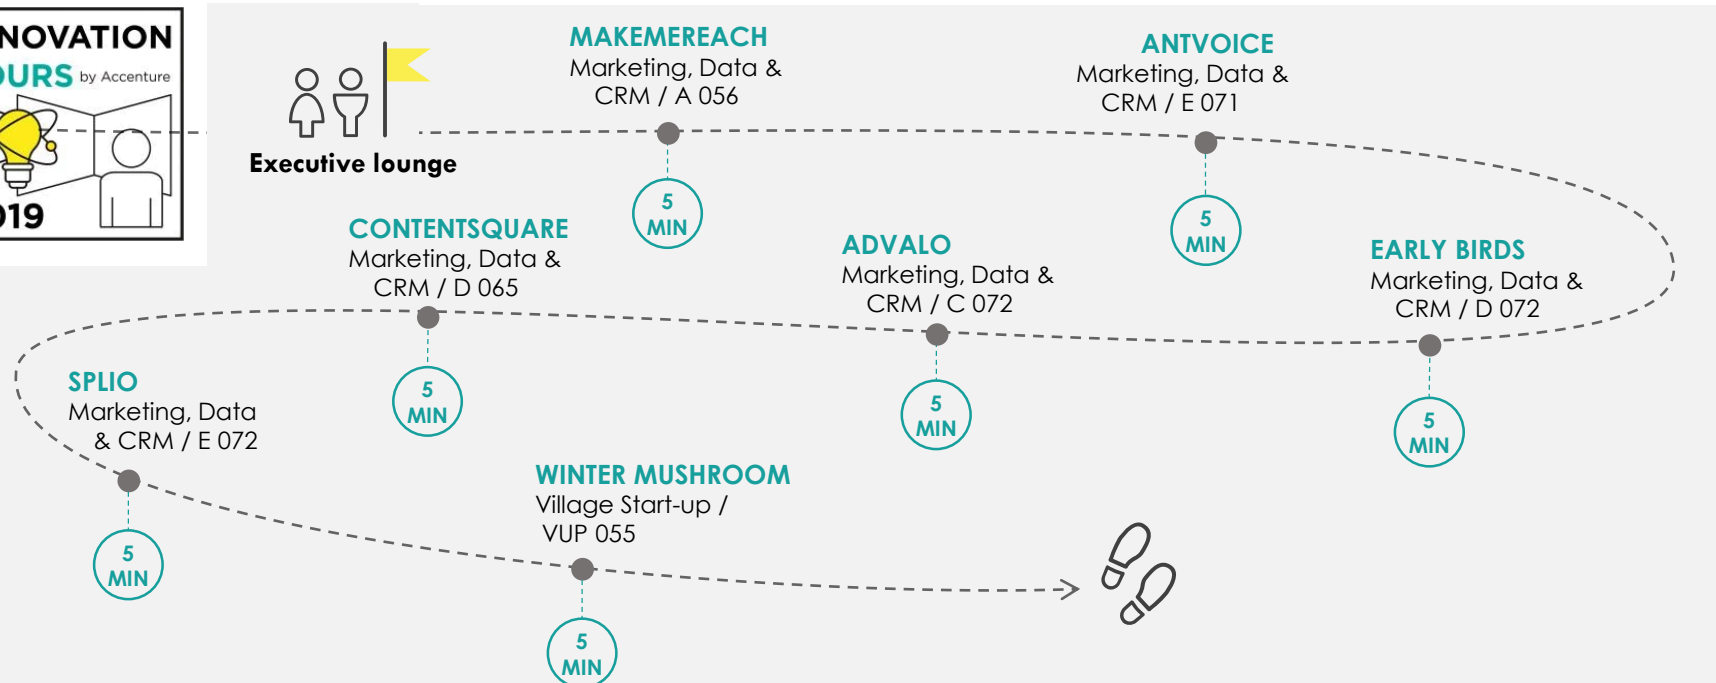 NOVATION
URS by Accenture
019
Executive lounge
MAKEMEREACH
Marketing, Data &
CRM / A 056
5
MIN
ANTVOICE
Marketing, Data &
CRM / E 071
5
MIN
EARLY BIRDS
Marketing, Data &
CRM / D 072
5
MIN
ADVALO
Marketing, Data &
CRM / C 072
5
MIN
CONTENTSQUARE
Marketing, Data &
CRM / D 065
5
MIN
SPLIO
Marketing, Data
& CRM / E 072
5
MIN
WINTER MUSHROOM
Village Start-up /
VUP 055
5
MIN